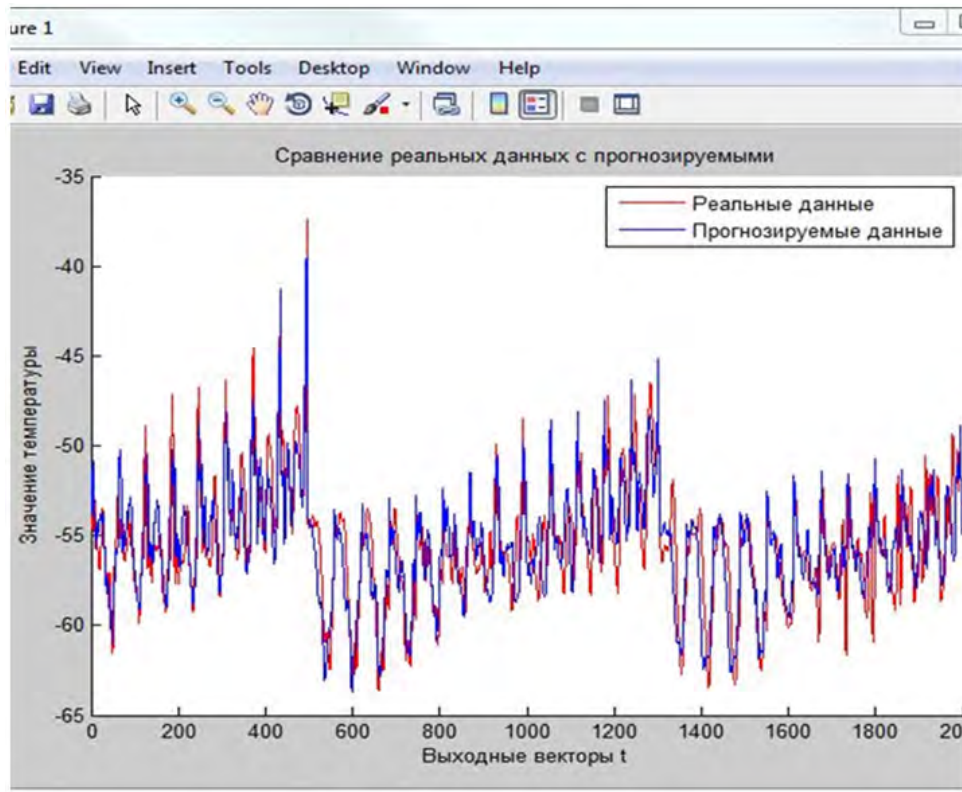 ure 1
Edit View Insert Tools Desktop Window Help
Сравнение реальных данных с прогнозируемыми
Реальные данные
Прогнозируемые данные
Значение температуры
-35
-40
-45
-50
-55
-60
-65
0 200 400 600 800 1000 1200 1400 1600 1800 20
Выходные векторы t